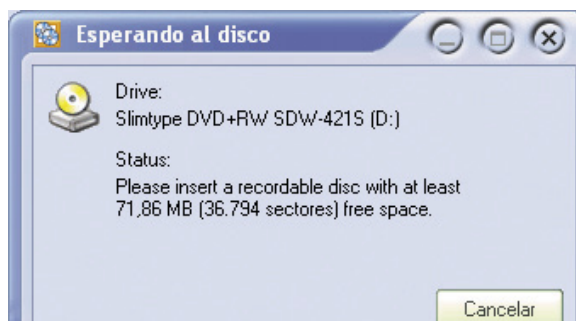 Esperando al disco
Drive:
Slimtype DVD+RW SDW-421S (D:)
Status:
Please insert a recordable disc with at least
71,86 MB (36.794 sectores) free space.
Cancelar